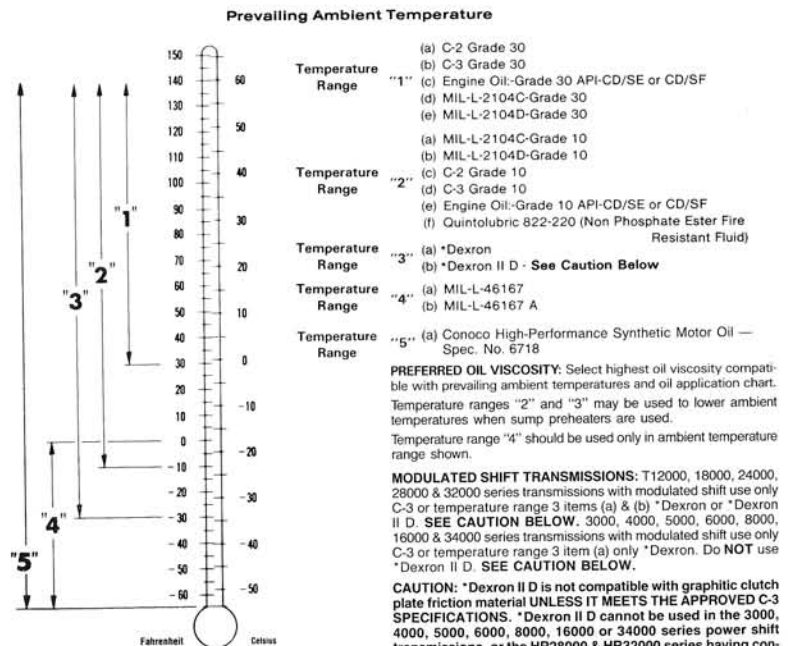 Prevailing Ambient Temperature
150
140
130
120
110
100
90
80
70
60
50
40
30
20
10
0
- 10
- 20
- 30
- 40
- 50
- 60
Fahrenheit
60
50
40
30
20
10
0
-10
-20
-30
-40
-50
Celsius
"1"
"2"
"3"
"4"
"5"
Temperature Range "1" (a) C-2 Grade 30
(b) C-3 Grade 30
(c) Engine Oil:-Grade 30 API-CD/SE or CD/SF
(d) MIL-L-2104C-Grade 30
(e) MIL-L-2104D-Grade 30
Temperature Range "2" (a) MIL-L-2104C-Grade 10
(b) MIL-L-2104D-Grade 10
(c) C-2 Grade 10
(d) C-3 Grade 10
(e) Engine Oil:-Grade 10 API-CD/SF or CD/SF
(f) Quintolubric 822-220 (Non Phosphate Ester Fire
Resistant Fluid)
Temperature Range "3" (a) *Dexron
(b) *Dexron II D - See Caution Below
Temperature Range "4" (a) MIL-L-46167
(b) MIL-L-46167 A
Temperature Range "5" (a) Conoco High-Performance Synthetic Motor Oil —
Spec. No. 6718
PREFERRED OIL VISCOSITY: Select highest oil viscosity compati-
ble with prevailing ambient temperatures and oil application chart.
Temperature ranges "2" and "3" may be used to lower ambient
temperatures when sump preheaters are used.
Temperature range "4" should be used only in ambient temperature
range shown.
MODULATED SHIFT TRANSMISSIONS: T12000, 18000, 24000,
28000 & 32000 series transmissions with modulated shift use only
C-3 or temperature range 3 items (a) & (b) *Dexron or *Dexron
II D. SEE CAUTION BELOW. 3000, 4000, 5000, 6000, 8000,
16000 & 34000 series transmissions with modulated shift use only
C-3 or temperature range 3 item (a) only *Dexron. Do NOT use
*Dexron II D. SEE CAUTION BELOW.
CAUTION: *Dexron II D is not compatible with graphitic clutch
plate friction material UNLESS IT MEETS THE APPROVED C-3
SPECIFICATIONS. *Dexron II D cannot be used in the 3000,
4000, 5000, 6000, 8000, 16000 or 34000 series power shift
transmissions, or the HR28000 & HR32000 series having con-